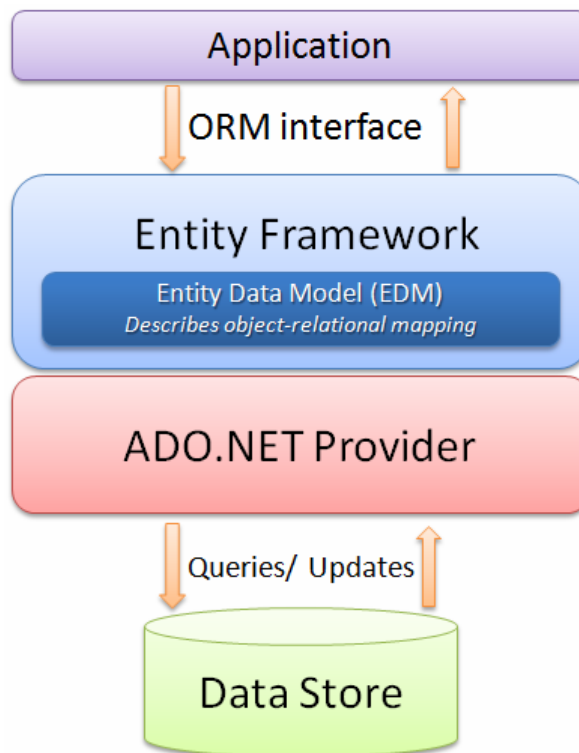 Application
ORM interface
Entity Framework
Entity Data Model (EDM)
Describes object-relational mapping
ADO.NET Provider
Queries/ Updates
Data Store